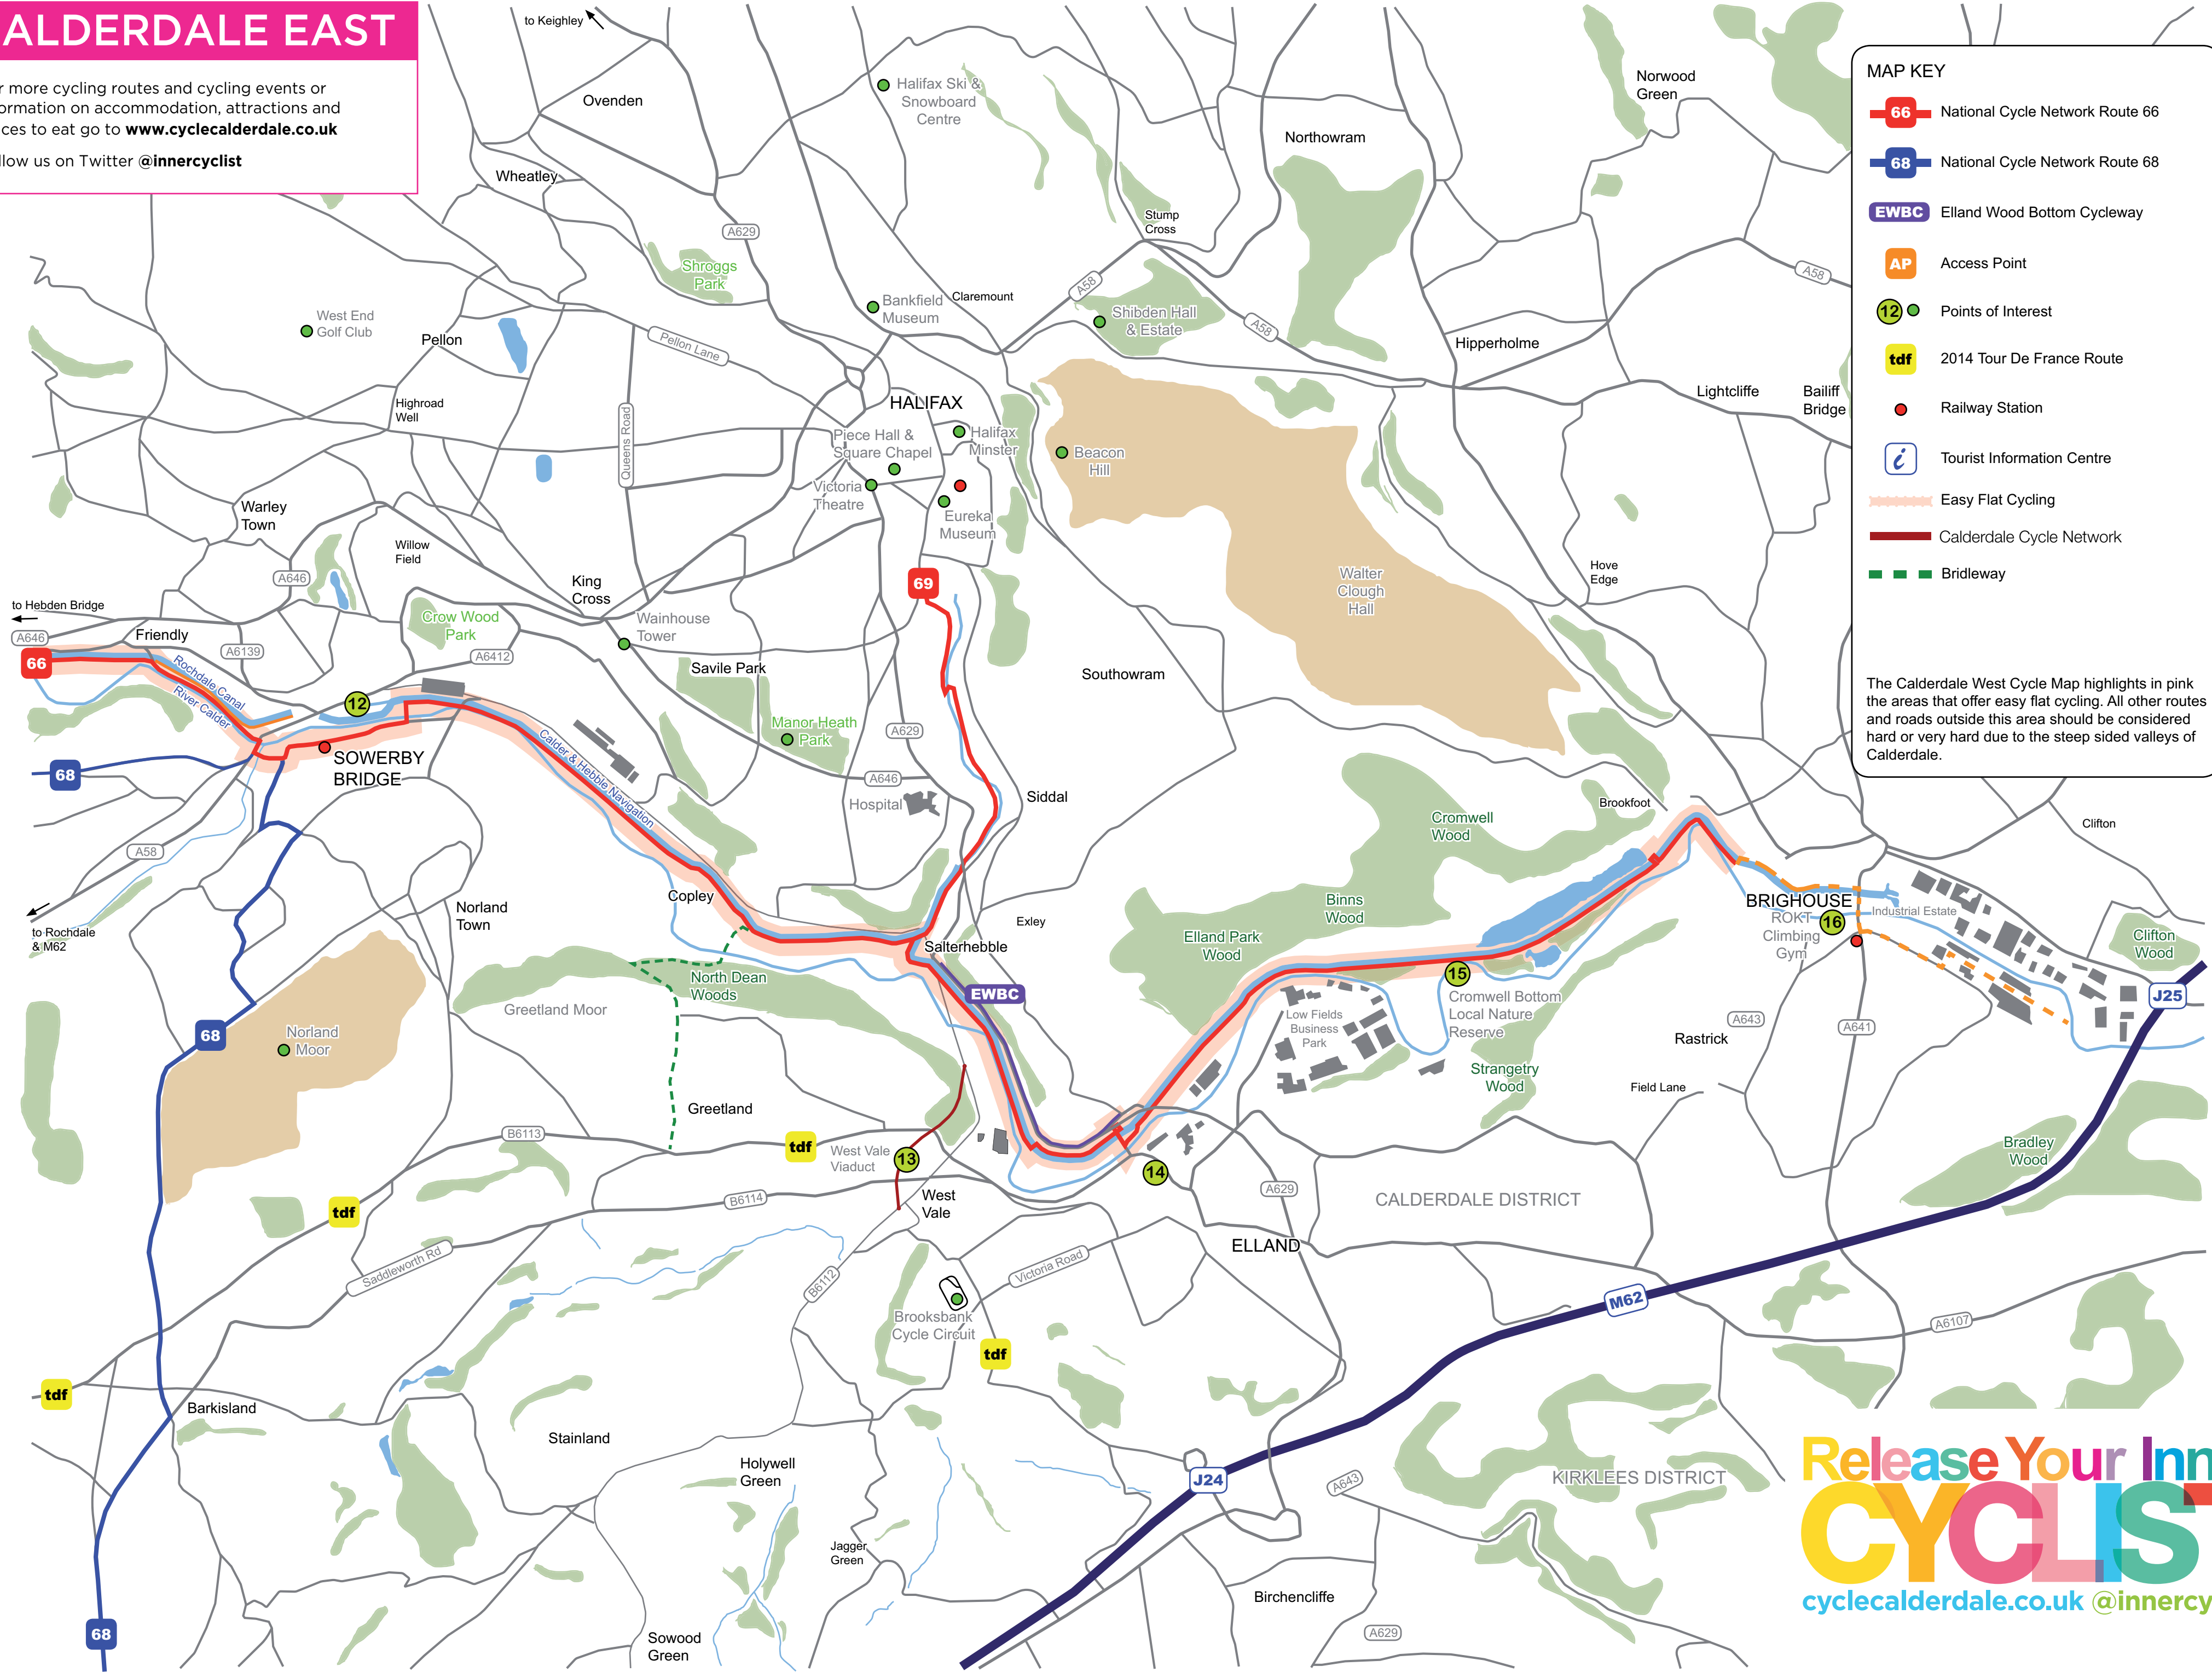 ALDERDALE EAST
r more cycling routes and cycling events or
ormation on accommodation, attractions and
ces to eat go to www.cyclecalderdale.co.uk
llow us on Twitter @innercyclist
to Keighley
Ovenden
Halifax Ski &
Snowboard
Centre
Norwood
Green
Northowram
Wheatley
Stump
Cross
A629
Shroggs
Park
A58
A58
A58
Bankfield
Museum
Claremount
Shibden Hall
& Estate
West End
Golf Club
Pellon
Pellon Lane
Hipperholme
Lightcliffe
Bailiff
Bridge
Highroad
Well
Queens Road
HALIFAX
Piece Hall &
Square Chapel
Halifax
Minster
Beacon
Hill
Victoria
Theatre
Eureka
Museum
Warley
Town
Willow
Field
A646
King
Cross
69
Walter
Clough
Hall
Hove
Edge
to Hebden Bridge
A646
66
Friendly
A6139
Crow Wood
Park
A6412
Wainhouse
Tower
Savile Park
Southowram
Rochdale Canal
River Calder
12
Manor Heath
Park
A629
SOWERBY
BRIDGE
68
Calder & Hebble Navigation
A646
Hospital
Siddal
Brookfoot
Cromwell
Wood
Clifton
A58
Copley
Norland
Town
Binns
Wood
BRIGHOUSE
ROKT
Climbing
Gym
16
Industrial Estate
to Rochdale
& M62
Exley
Salterhebble
Elland Park
Wood
Clifton
Wood
North Dean
Woods
EWBC
15
Cromwell Bottom
Local Nature
Reserve
J25
Greetland Moor
Low Fields
Business
Park
68
Norland
Moor
A643
A641
Rastrick
Strangetry
Wood
Field Lane
Greetland
B6113
tdf
West Vale
Viaduct
13
14
Bradley
Wood
tdf
B6114
West
Vale
A629
CALDERDALE DISTRICT
ELLAND
Saddleworth Rd
B6112
Victoria Road
M62
Brooksbank
Cycle Circuit
A6107
tdf
tdf
Barkisland
Stainland
Holywell
Green
J24
A643
KIRKLEES DISTRICT
Jagger
Green
Birchencliffe
68
Sowood
Green
A629
MAP KEY
66 National Cycle Network Route 66
68 National Cycle Network Route 68
EWBC Elland Wood Bottom Cycleway
AP Access Point
12 Points of Interest
tdf 2014 Tour De France Route
Railway Station
i Tourist Information Centre
Easy Flat Cycling
Calderdale Cycle Network
Bridleway
The Calderdale West Cycle Map highlights in pink
the areas that offer easy flat cycling. All other routes
and roads outside this area should be considered
hard or very hard due to the steep sided valleys of
Calderdale.
Release Your Inn
CYCLIS
cyclecalderdale.co.uk @innercy